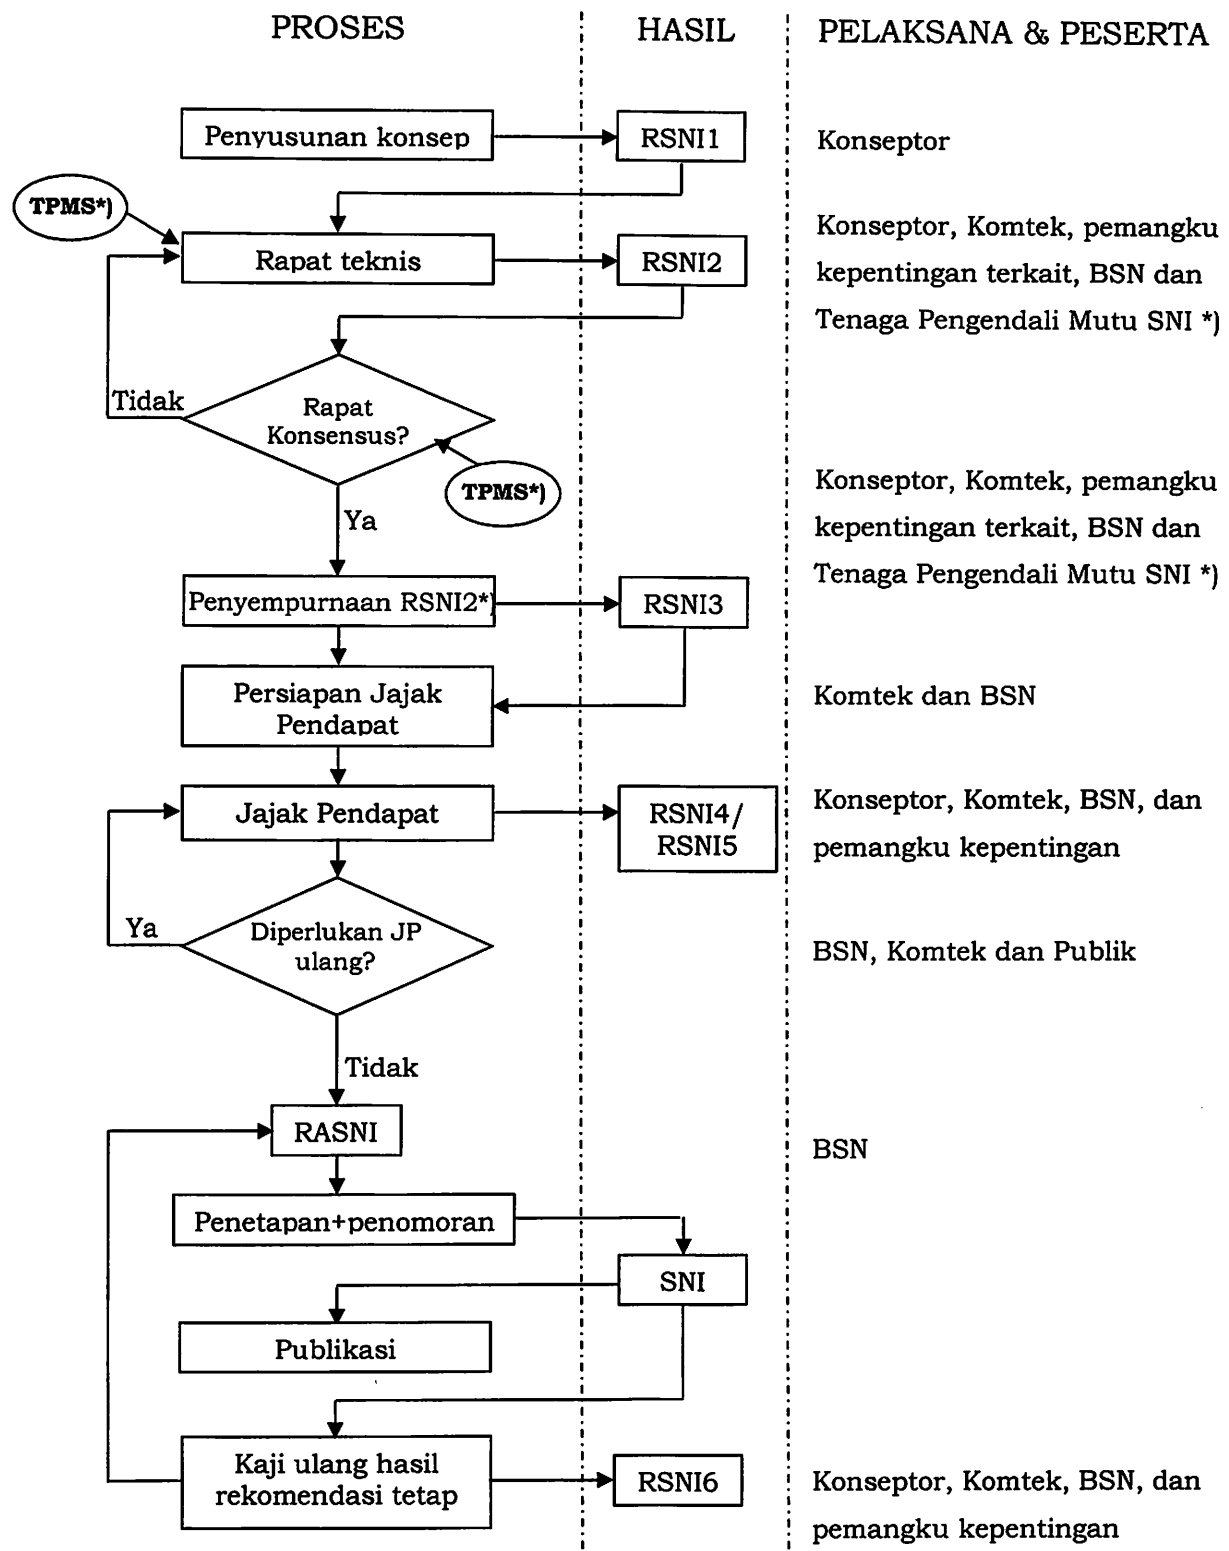 PROSES
HASIL
PELAKSANA & PESERTA
Penyusunan konsep
RSNI1
Konseptor
TPMS*)
Rapat teknis
RSNI2
Konseptor, Komtek, pemangku
kepentingan terkait, BSN dan
Tenaga Pengendali Mutu SNI *)
Tidak
Rapat
Konsensus?
TPMS*)
Ya
Konseptor, Komtek, pemangku
kepentingan terkait, BSN dan
Tenaga Pengendali Mutu SNI *)
Penyempurnaan RSNI2*)
RSNI3
Persiapan Jajak
Pendapat
Komtek dan BSN
Jajak Pendapat
RSNI4/
RSNI5
Konseptor, Komtek, BSN, dan
pemangku kepentingan
Ya
Diperlukan JP
ulang?
BSN, Komtek dan Publik
Tidak
RASNI
BSN
Penetapan+penomoran
SNI
Publikasi
Kaji ulang hasil
rekomendasi tetap
RSNI6
Konseptor, Komtek, BSN, dan
pemangku kepentingan